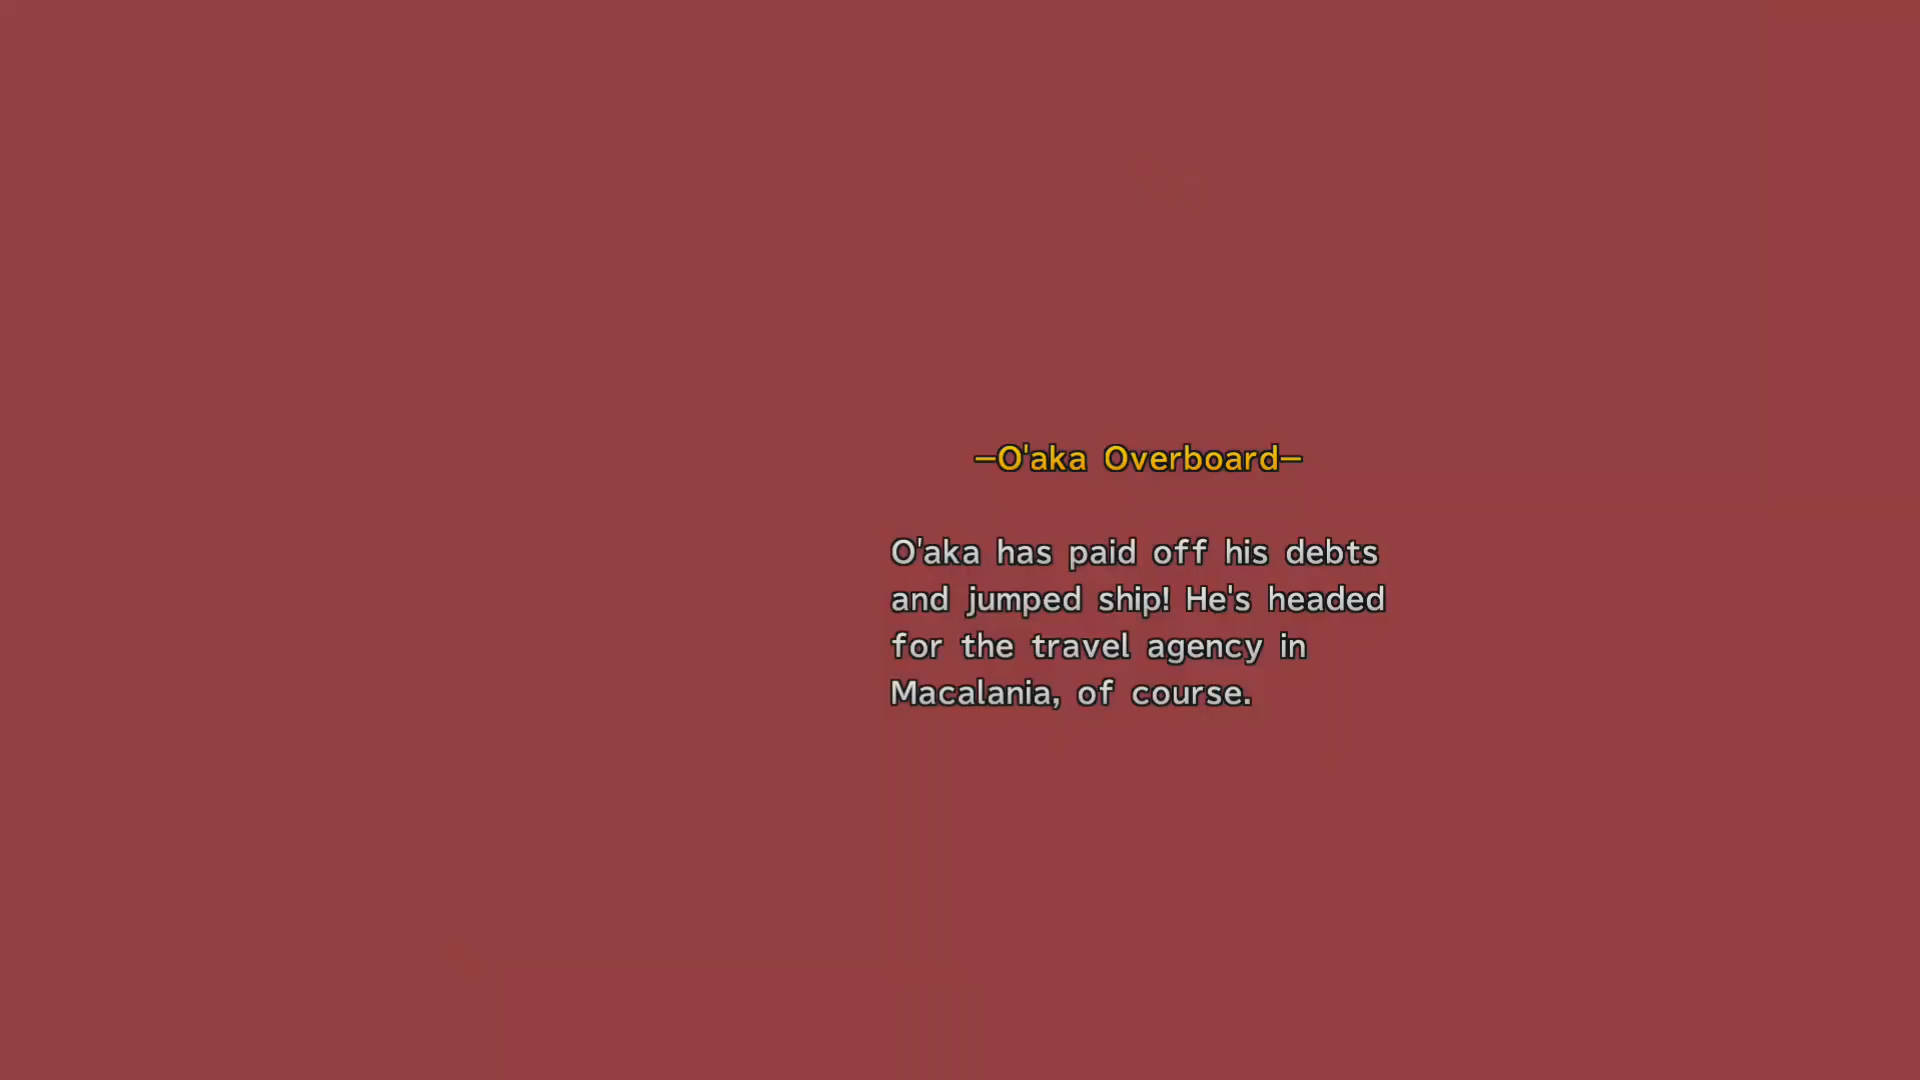 —O'aka Overboard—
O'aka has paid off his debts
and jumped ship! He's headed
for the travel agency in
Macalania, of course.